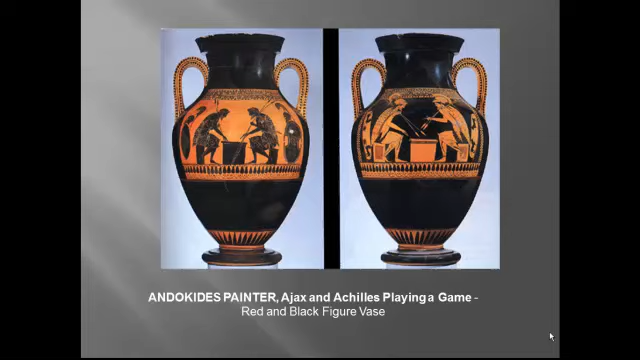 ANDOKIDES PAINTER, Ajax and Achilles Playing a Game -
Red and Black Figure Vase